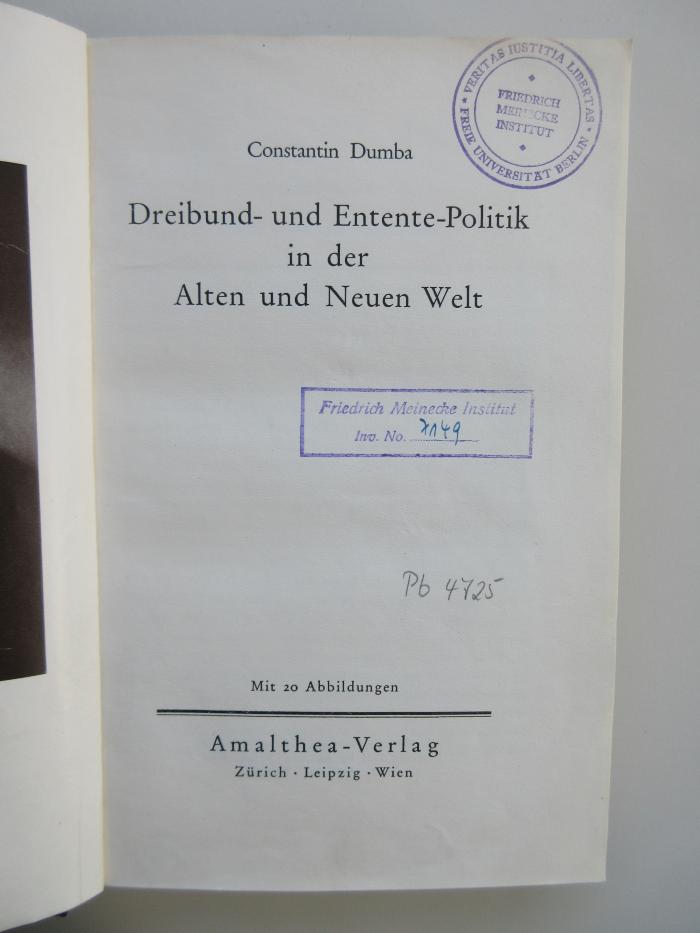 VERITAS IUSTITIA LIBERTAS
FREIE UNIVERSITÄT BERLIN
FRIEDRICH
MEINECKE
INSTITUT
Constantin Dumba
Dreibund- und Entente-Politik
in der
Alten und Neuen Welt
Friedrich Meinecke Institut
Inv. No. 7149
Pb 4725
Mit 20 Abbildungen
Amalthea-Verlag
Zürich · Leipzig · Wien